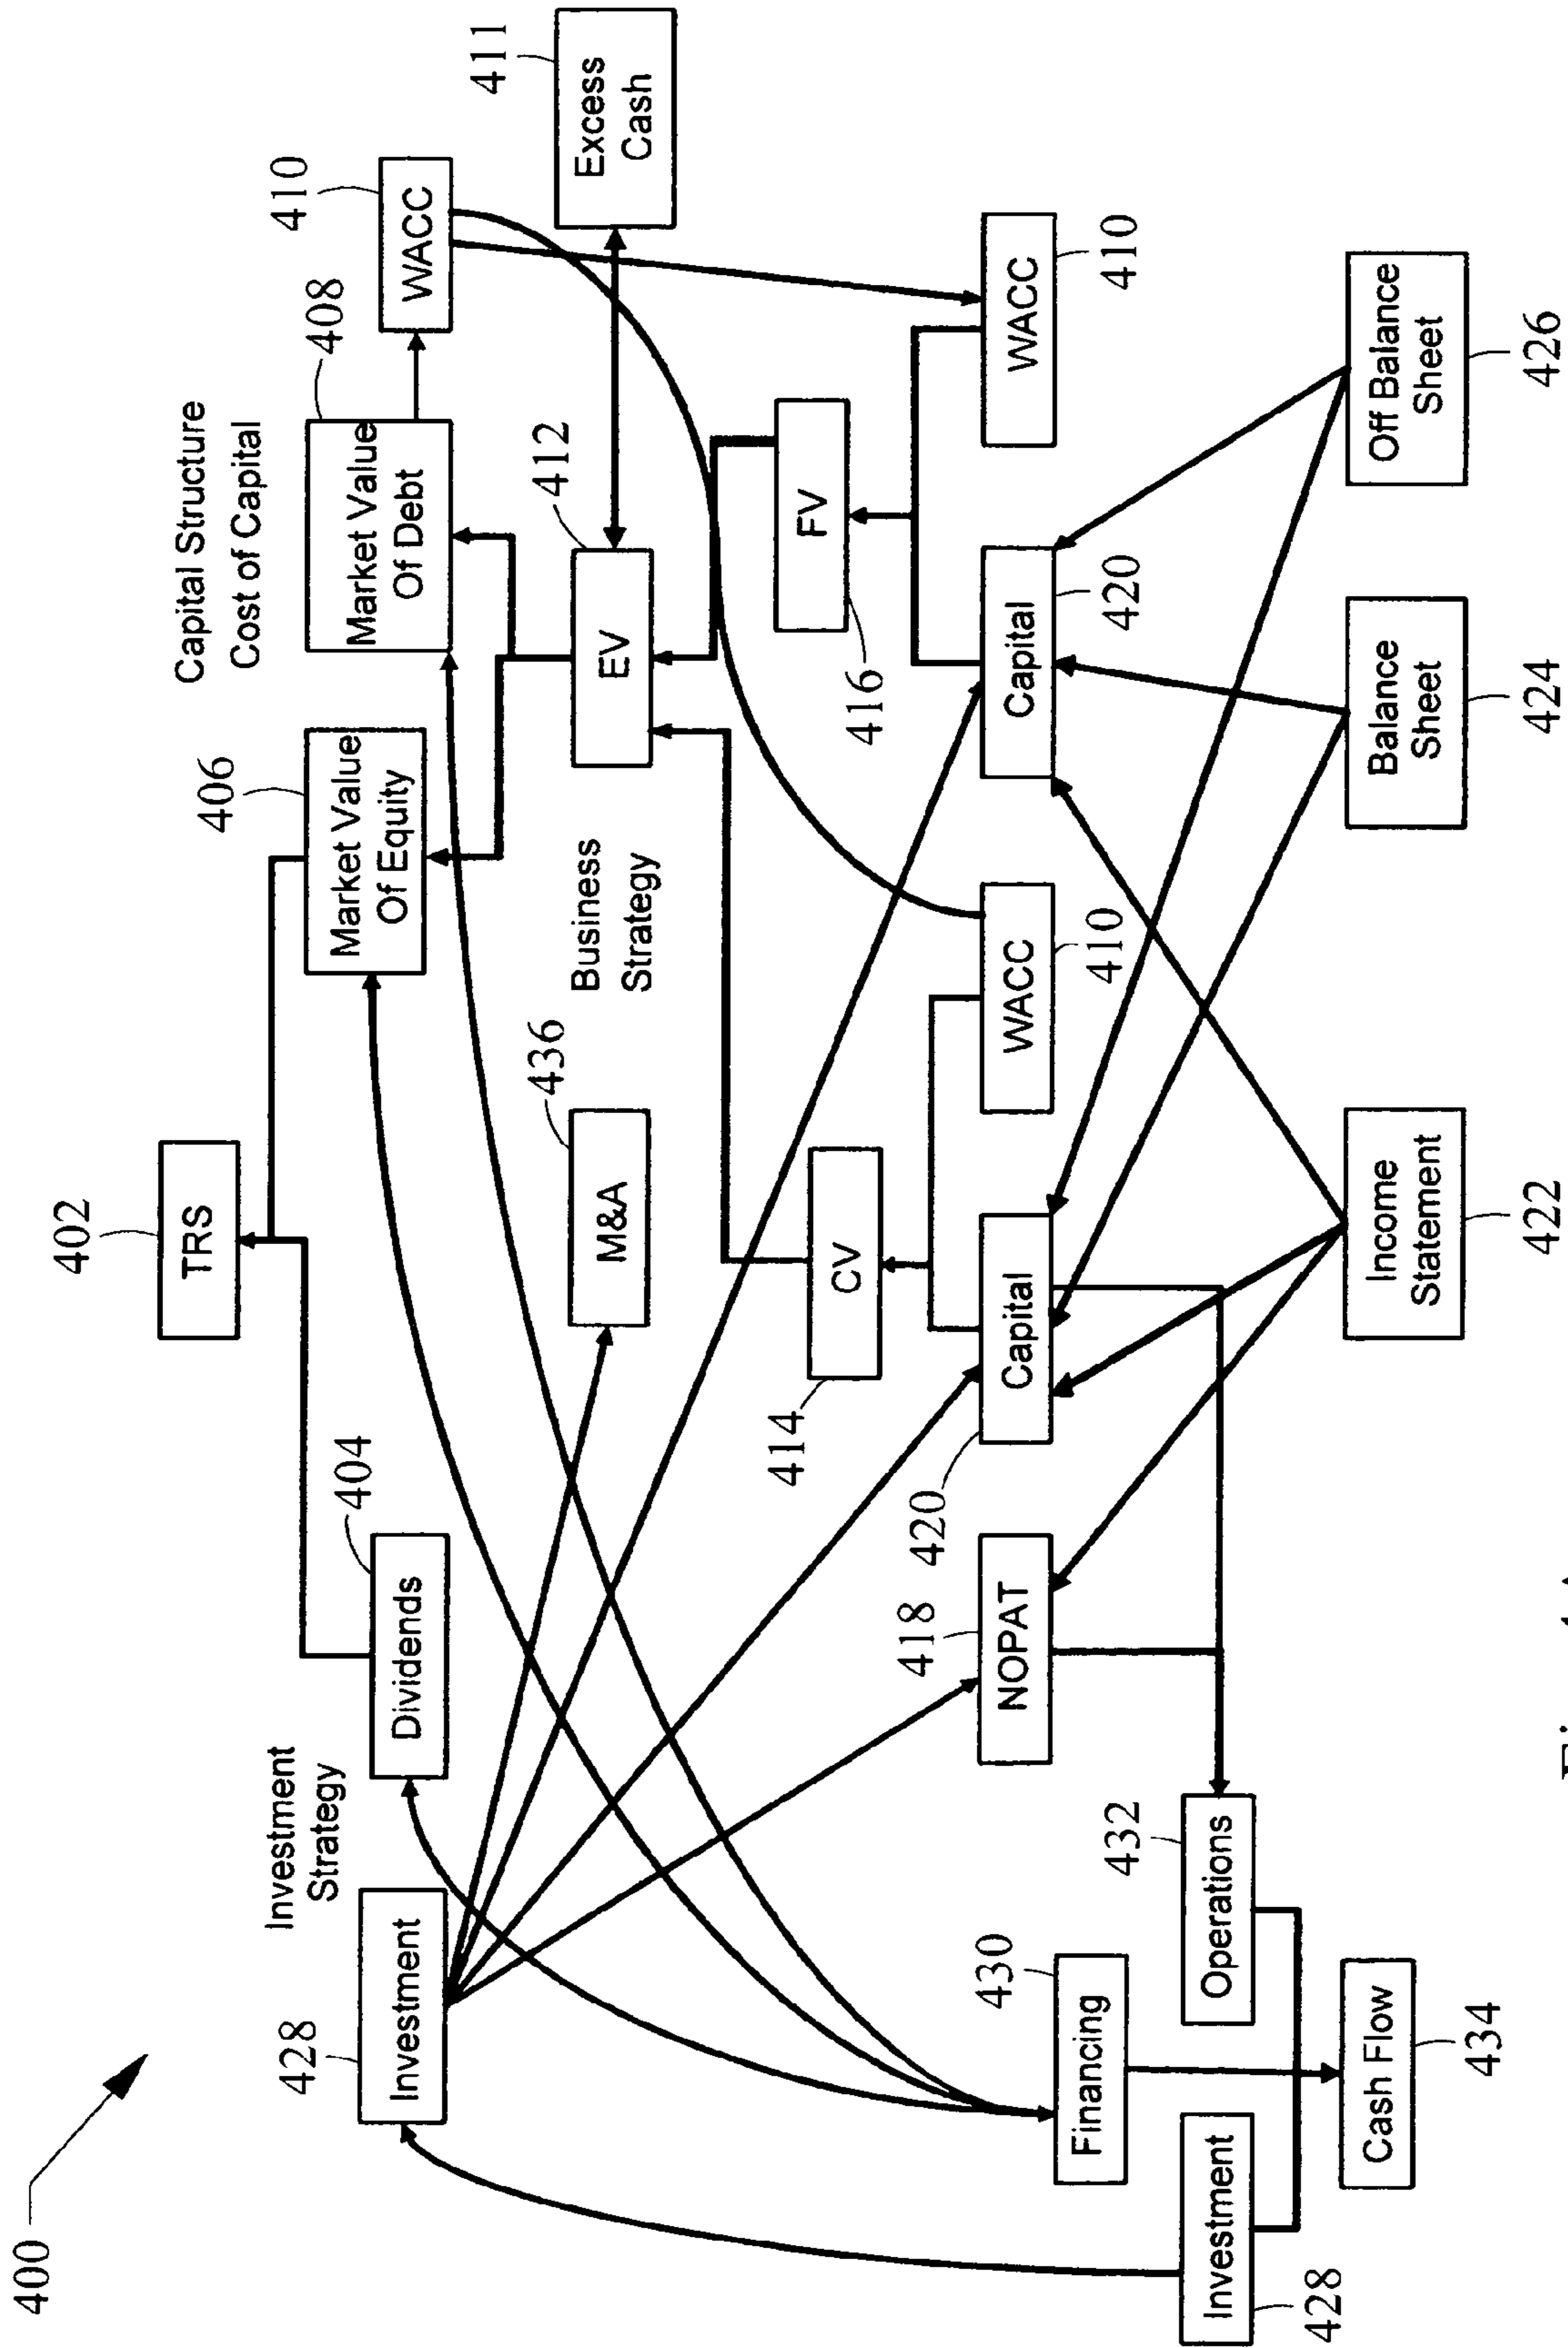 400
402
TRS
Capital Structure
Cost of Capital
Investment
Strategy
428
Investment
404
Dividends
406
Market Value
Of Equity
408
Market Value
Of Debt
410
WACC
411
Excess
Cash
436
M&A
Business
Strategy
412
EV
414
CV
416
FV
418
NOPAT
420
Capital
WACC
410
Capital
420
WACC
410
430
Financing
432
Operations
Investment
428
Cash Flow
434
Income
Statement
422
Balance
Sheet
424
Off Balance
Sheet
426